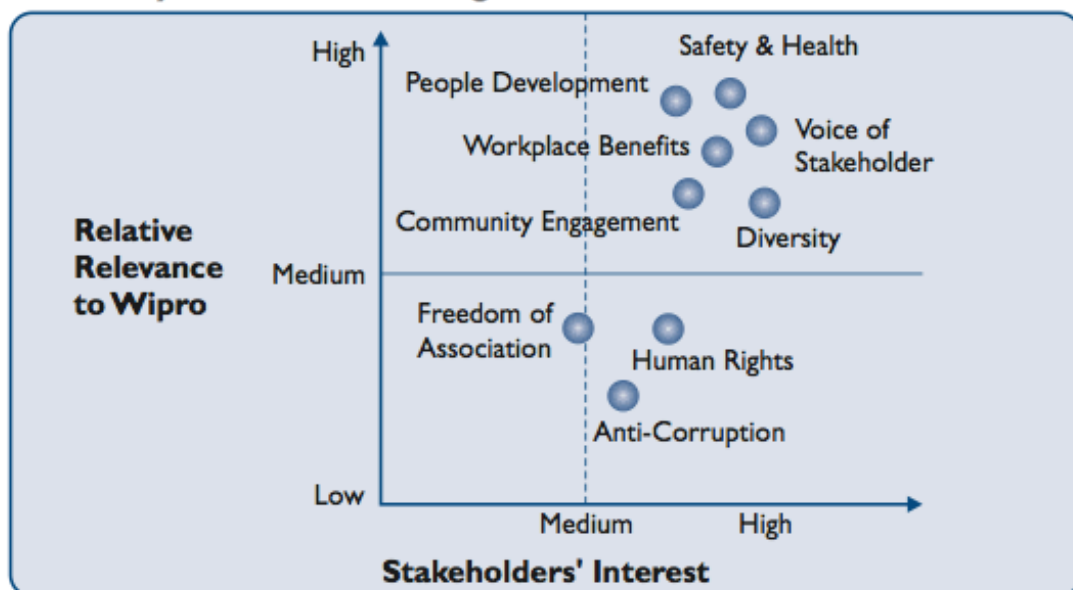 High
Safety & Health
People Development
Workplace Benefits
Voice of
Stakeholder
Community Engagement
Diversity
Relative
Relevance
to Wipro
Medium
Freedom of
Association
Human Rights
Anti-Corruption
Low
Medium
High
Stakeholders' Interest